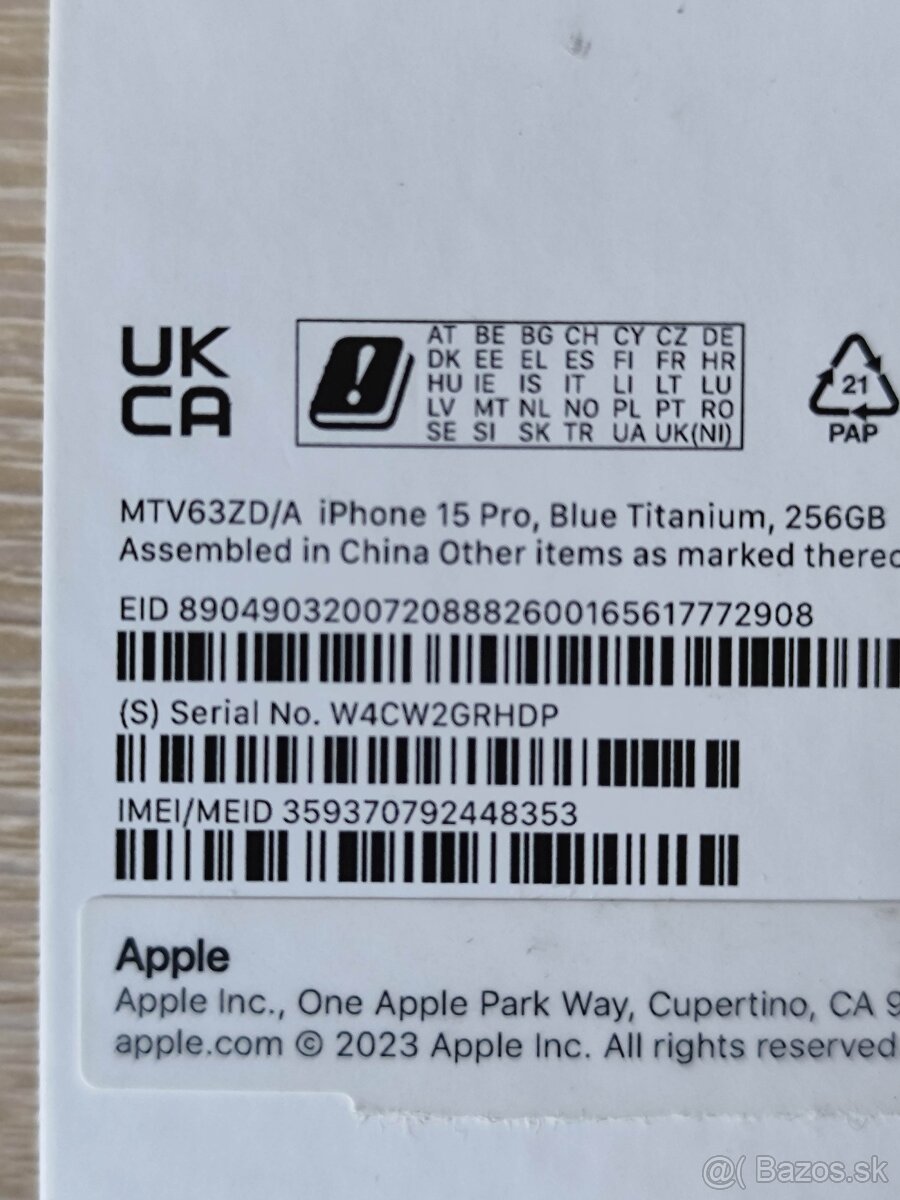 UK
CA
AT BE BG CH CY CZ DE
DK EE EL ES FI FR HR
HU IE IS IT LI LT LU
LV MT NL NO PL PT RO
SE SI SK TR UA UK(NI)
21
PAP
MTV63ZD/A iPhone 15 Pro, Blue Titanium, 256GB
Assembled in China Other items as marked thereo
EID 89049032007208882600165617772908
(S) Serial No. W4CW2GRHDP
IMEI/MEID 359370792448353
Apple
Apple Inc., One Apple Park Way, Cupertino, CA 9
apple.com © 2023 Apple Inc. All rights reserved
@( Bazos.sk